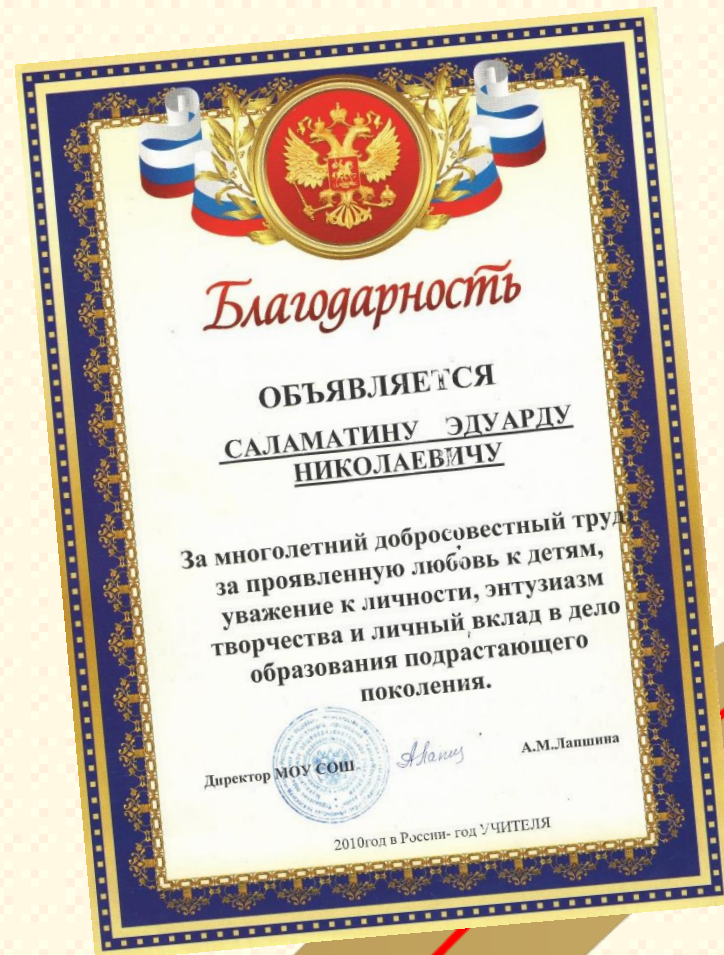 Благодарность
ОБЪЯВЛЯЕТСЯ
САЛАМАТИНУ ЭДУАРДУ
НИКОЛАЕВИЧУ
За многолетний добросовестный труд
за проявленную любовь к детям,
уважение к личности, энтузиазм
творчества и личный вклад в дело
образования подрастающего
поколения.
Директор МОУ СОШ А.М.Лапшина
2010год в России- год УЧИТЕЛЯ